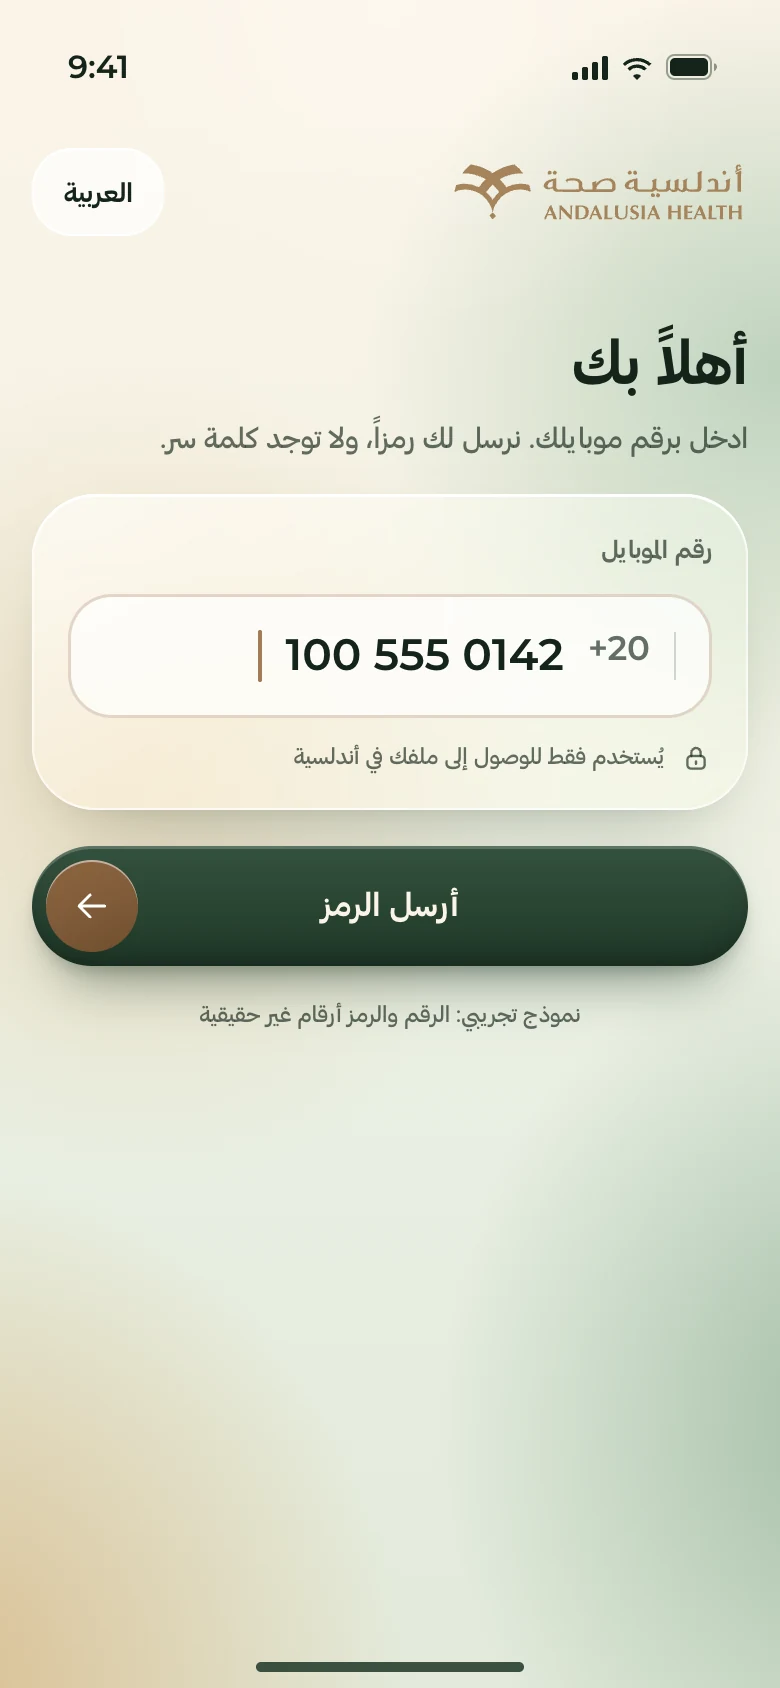 9:41
أندلسية صحة
ANDALUSIA HEALTH
العربية
أهلاً بك
ادخل برقم موبايلك. نرسل لك رمزاً، ولا توجد كلمة سر.
رقم الموبايل
+20 100 555 0142
يُستخدم فقط للوصول إلى ملفك في أندلسية
أرسل الرمز
نموذج تجريبي: الرقم والرمز أرقام غير حقيقية